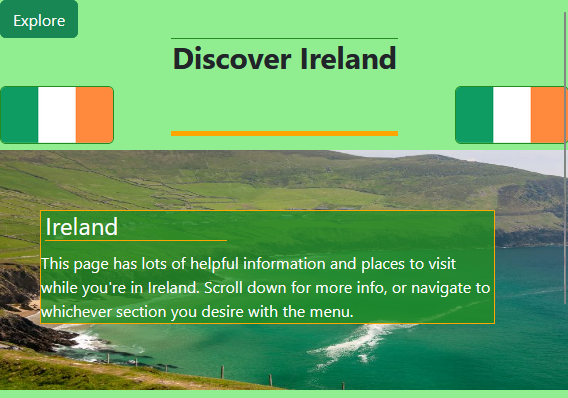 Explore
Discover Ireland
Ireland
This page has lots of helpful information and places to visit
while you're in Ireland. Scroll down for more info, or navigate to
whichever section you desire with the menu.